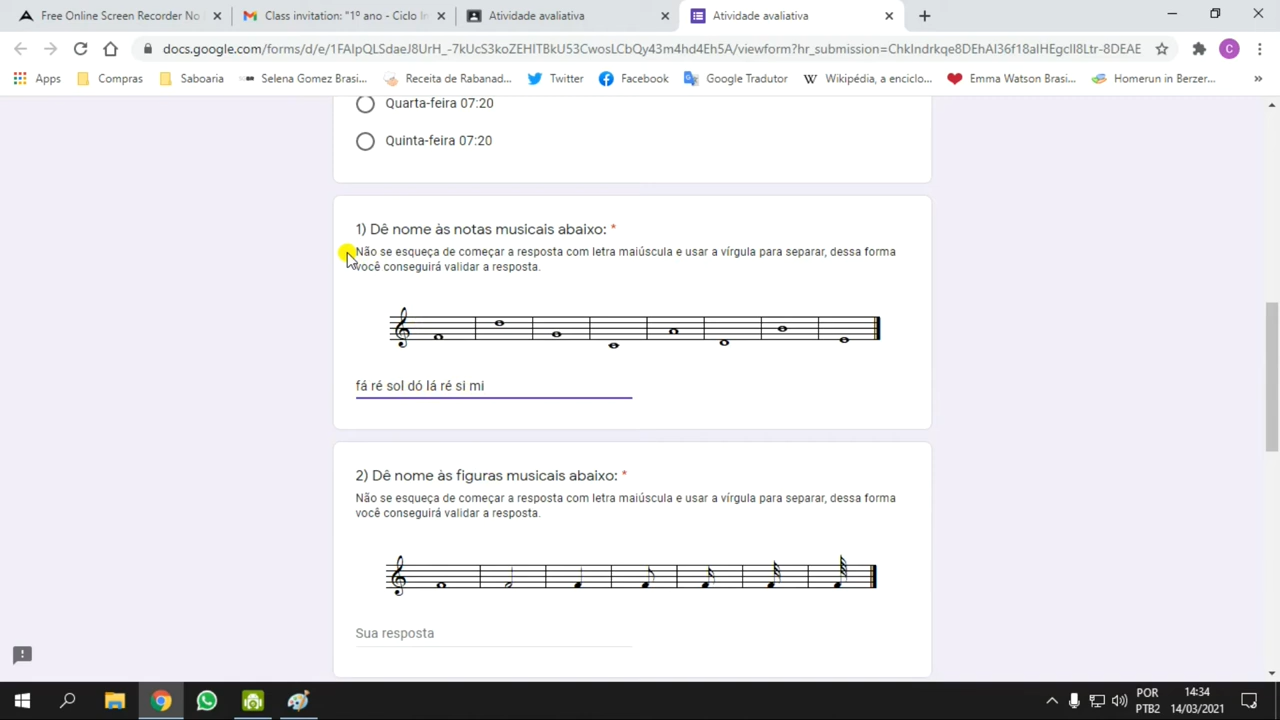 Free Online Screen Recorder No
Class invitation: "1º ano - Ciclo In
Atividade avaliativa
Atividade avaliativa
docs.google.com/forms/d/e/1FAIpQLSdaeJ8UrH_-7kUcS3koZEHITBkU53CwosLCbQy43m4hd4Eh5A/viewform?hr_submission=ChkIndrkqe8DEhAI36f18aIHEgcIl8Ltr-8DEAE
Apps
Compras
Saboaria
Selena Gomez Brasi...
Receita de Rabanad...
Twitter
Facebook
Google Tradutor
Wikipédia, a enciclo...
Emma Watson Brasi...
Homerun in Berzer...
»
Quarta-feira 07:20
Quinta-feira 07:20
1) Dê nome às notas musicais abaixo: *
Não se esqueça de começar a resposta com letra maiúscula e usar a vírgula para separar, dessa forma
você conseguirá validar a resposta.
fá ré sol dó lá ré si mi
2) Dê nome às figuras musicais abaixo: *
Não se esqueça de começar a resposta com letra maiúscula e usar a vírgula para separar, dessa forma
você conseguirá validar a resposta.
Sua resposta
POR
PTB2
14:34
14/03/2021